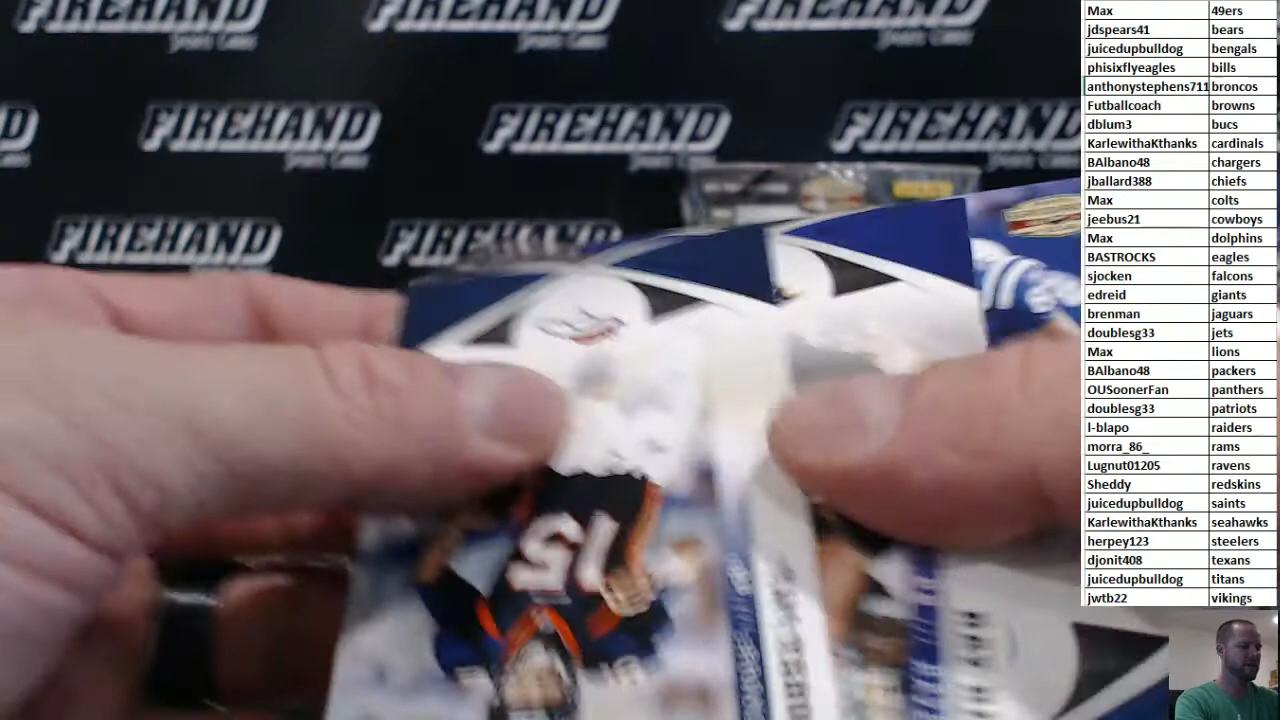 FIREHAND FIREHAND FIREHAND
Sports Cards
FIREHAND FIREHAND FIREHAND
FIREHAND FIREHAND
15
Max 49ers
jdspears41 bears
juicedupbulldog bengals
phisixflyeagles bills
anthonystephens711 broncos
Futballcoach browns
dblum3 bucs
KarlewithaKthanks cardinals
BAlbano48 chargers
jballard388 chiefs
Max colts
jeebus21 cowboys
Max dolphins
BASTROCKS eagles
sjocken falcons
edreid giants
brenman jaguars
doublesg33 jets
Max lions
BAlbano48 packers
OUSoonerFan panthers
doublesg33 patriots
l-blapo raiders
morra_86_ rams
Lugnut01205 ravens
Sheddy redskins
juicedupbulldog saints
KarlewithaKthanks seahawks
herpey123 steelers
djonit408 texans
juicedupbulldog titans
jwtb22 vikings